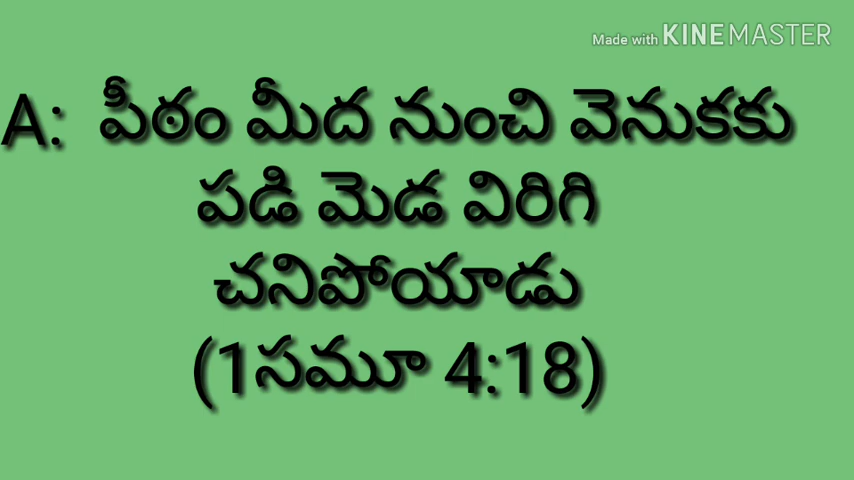 Made with KINEMASTER
A: పీఠం మీద నుంచి వెనుకకు
పడి మెడ విరిగి
చనిపోయాడు
(1సమూ 4:18)